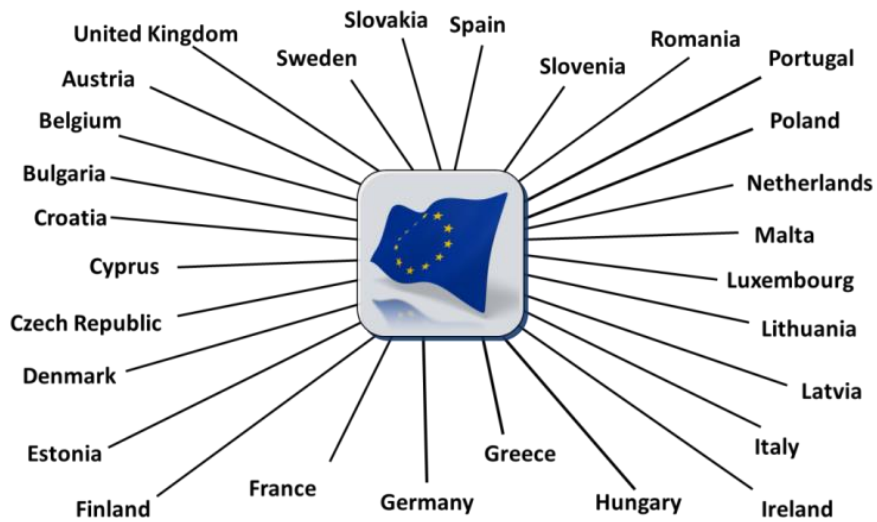 United Kingdom
Austria
Belgium
Bulgaria
Croatia
Cyprus
Czech Republic
Denmark
Estonia
Finland
France
Germany
Greece
Hungary
Ireland
Italy
Latvia
Lithuania
Luxembourg
Malta
Netherlands
Poland
Portugal
Romania
Slovenia
Spain
Slovakia
Sweden